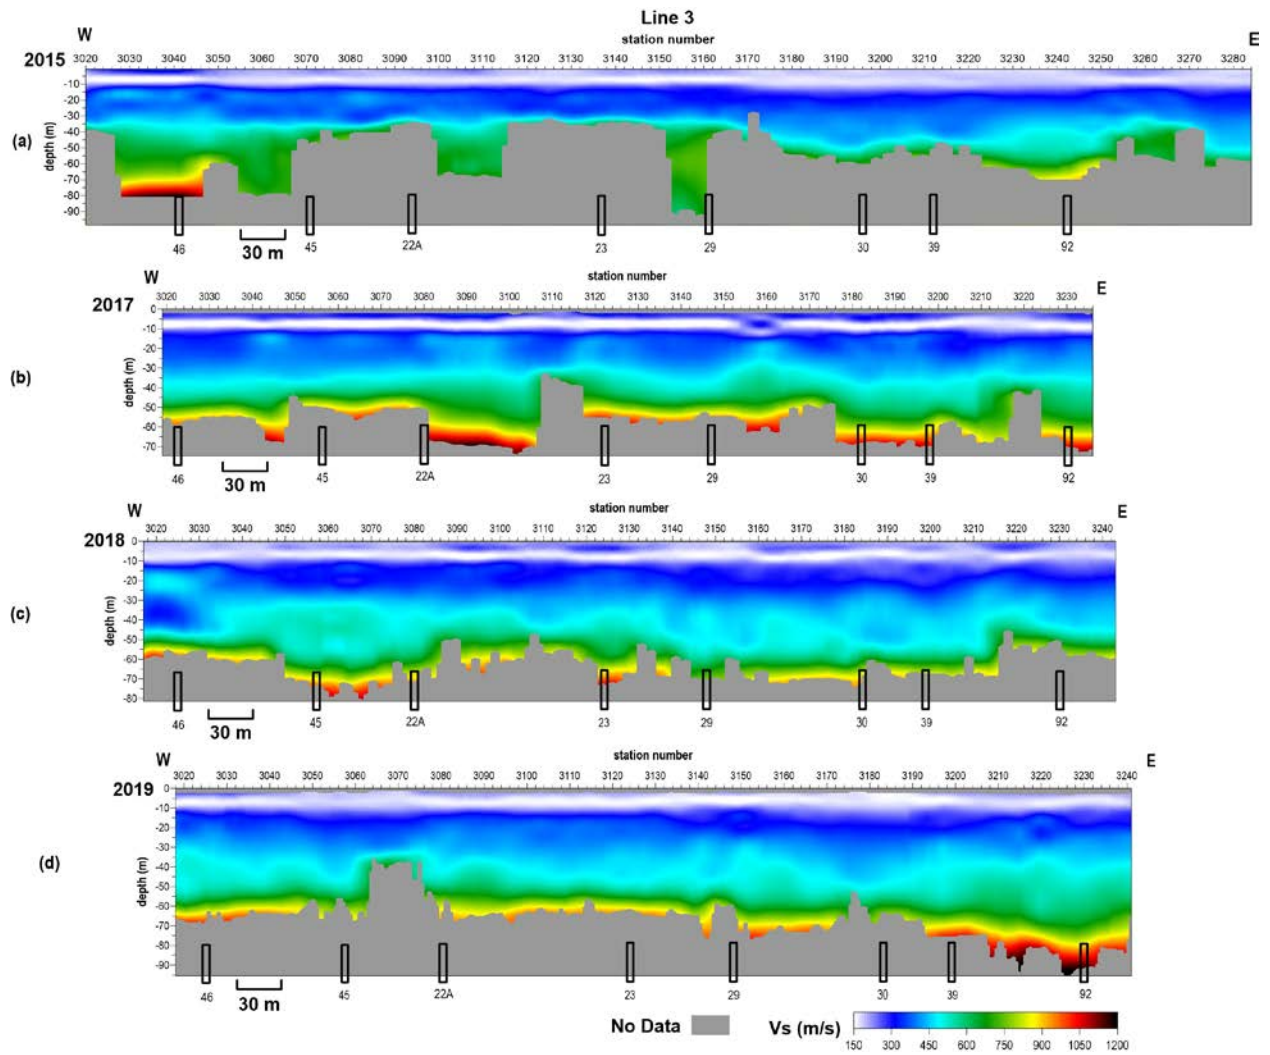 Line 3
W station number E
2015 3020 3030 3040 3050 3060 3070 3080 3090 3100 3110 3120 3130 3140 3150 3160 3170 3180 3190 3200 3210 3220 3230 3240 3250 3260 3270 3280
(a) depth (m) -10 -20 -30 -40 -50 -60 -70 -80 -90
46 45 22A 23 29 30 39 92
30 m
W station number E
2017 3020 3030 3040 3050 3060 3070 3080 3090 3100 3110 3120 3130 3140 3150 3160 3170 3180 3190 3200 3210 3220 3230
(b) depth (m) 0 -10 -20 -30 -40 -50 -60 -70
46 45 22A 23 29 30 39 92
30 m
W station number E
2018 3020 3030 3040 3050 3060 3070 3080 3090 3100 3110 3120 3130 3140 3150 3160 3170 3180 3190 3200 3210 3220 3230 3240
(c) depth (m) 0 -10 -20 -30 -40 -50 -60 -70 -80
46 45 22A 23 29 30 39 92
30 m
W station number E
2019 3020 3030 3040 3050 3060 3070 3080 3090 3100 3110 3120 3130 3140 3150 3160 3170 3180 3190 3200 3210 3220 3230 3240
(d) depth (m) 0 -10 -20 -30 -40 -50 -60 -70 -80 -90
46 45 22A 23 29 30 39 92
30 m
No Data Vs (m/s)
150 300 450 600 750 900 1050 1200